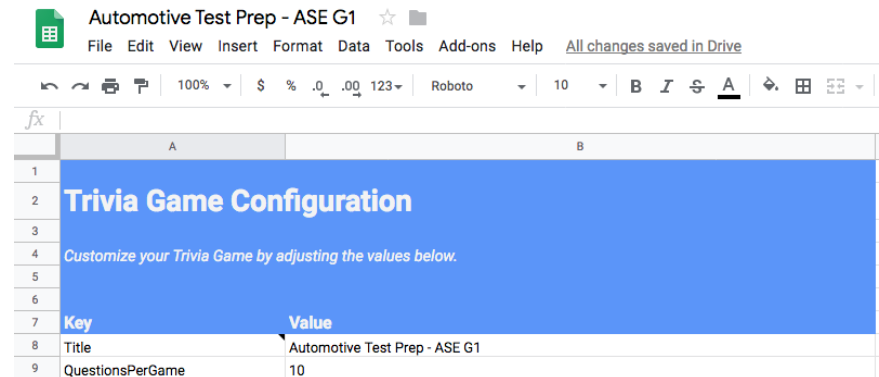 Automotive Test Prep - ASE G1
File Edit View Insert Format Data Tools Add-ons Help All changes saved in Drive
100% $ % .0 .00 123 Roboto 10 B I S A
fx
A B
1
2 Trivia Game Configuration
3
4 Customize your Trivia Game by adjusting the values below.
5
6
7 Key Value
8 Title Automotive Test Prep - ASE G1
9 QuestionsPerGame 10